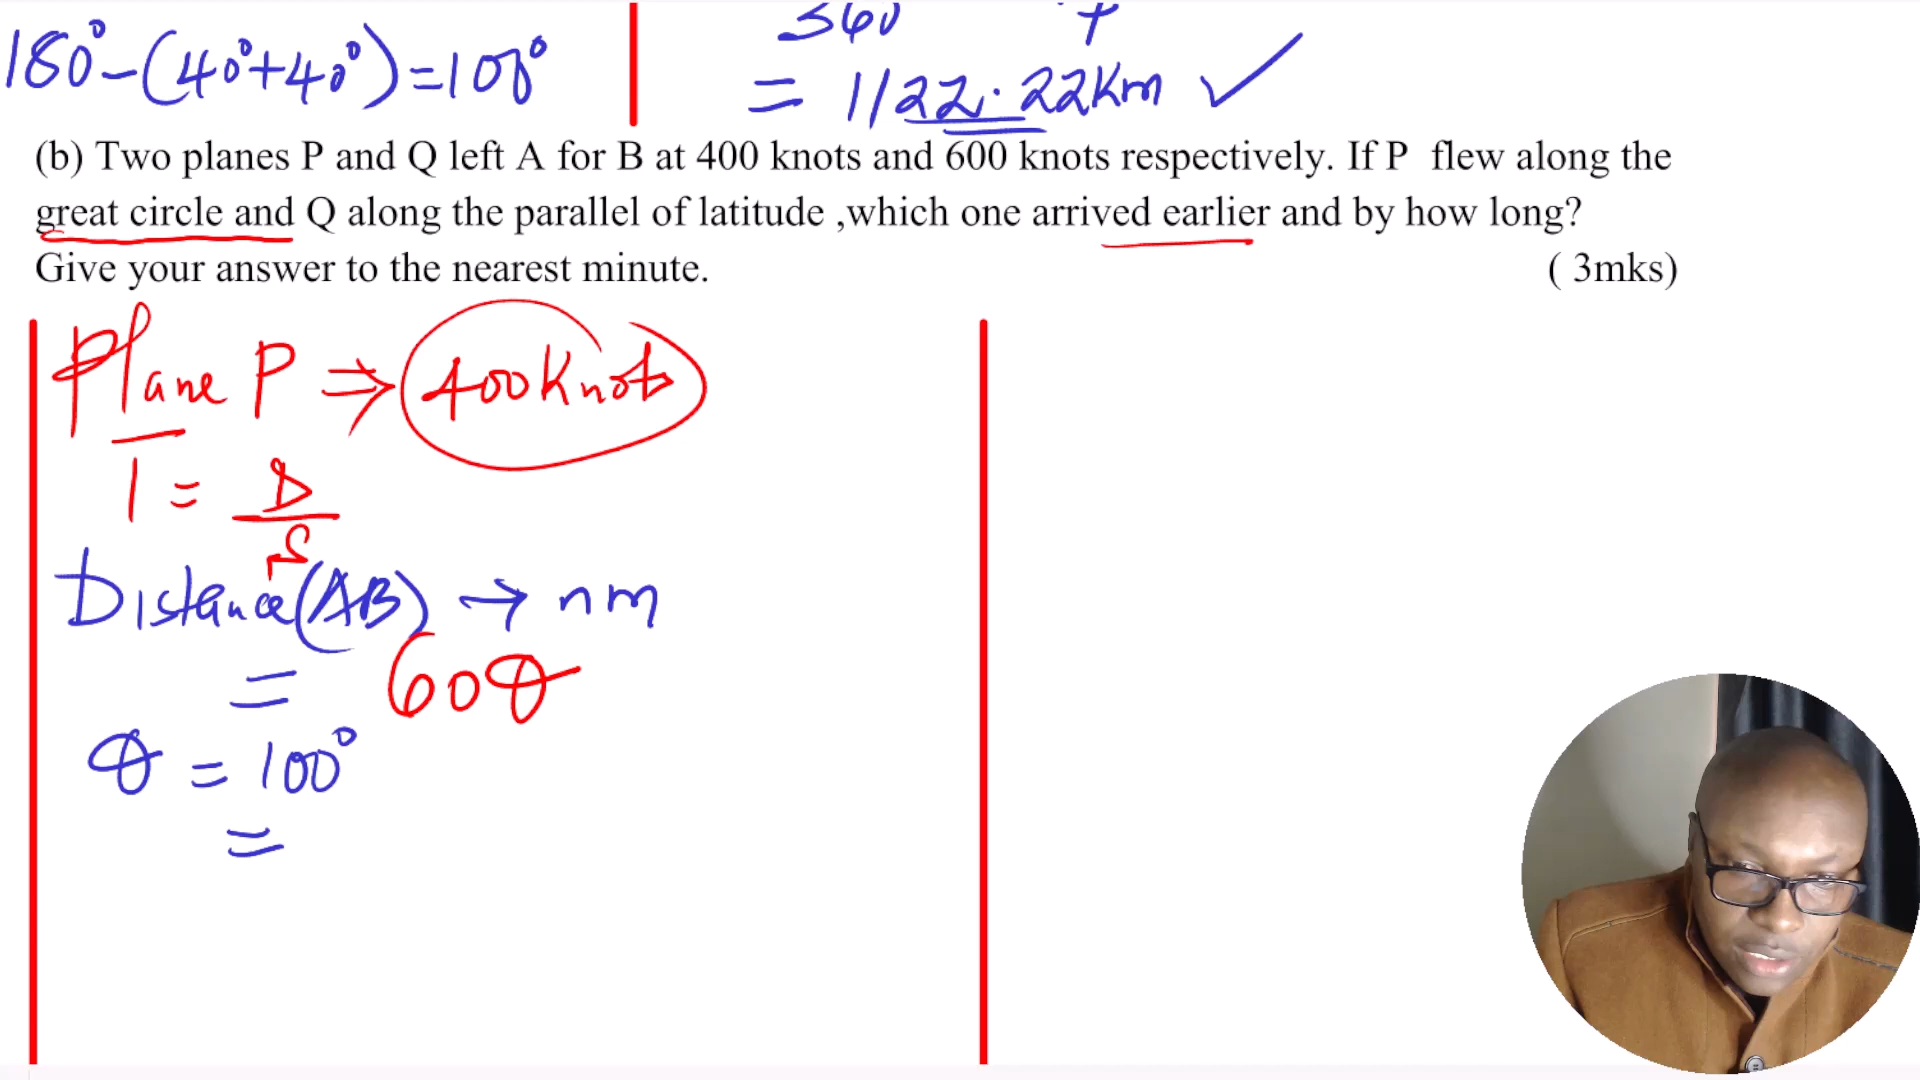 180°-(40°+40°)=100°
360
= 1122.22Km ✓
(b) Two planes P and Q left A for B at 400 knots and 600 knots respectively. If P flew along the
great circle and Q along the parallel of latitude ,which one arrived earlier and by how long?
Give your answer to the nearest minute. ( 3mks)
Plane P ⇒ 400Knots
T = D/S
Distance(AB) → nm
= 60θ
θ = 100°
=